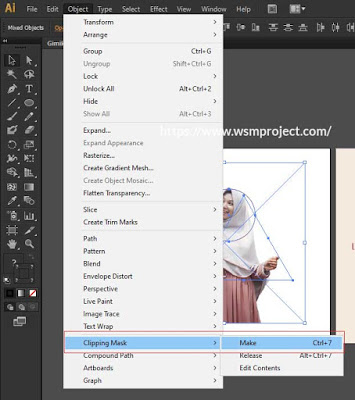 Ai File Edit Object Type Select Effect View Window Help
Mixed Objects
Transform
Arrange
Group Ctrl+G
Ungroup Shift+Ctrl+G
Lock
Unlock All Alt+Ctrl+2
Hide
Show All Alt+Ctrl+3
https://www.wsmproject.com/
Expand...
Expand Appearance
Rasterize...
Create Gradient Mesh...
Create Object Mosaic...
Flatten Transparency...
Slice
Create Trim Marks
Path
Pattern
Blend
Envelope Distort
Perspective
Live Paint
Image Trace
Text Wrap
Clipping Mask
Make Ctrl+7
Compound Path
Release Alt+Ctrl+7
Artboards
Edit Contents
Graph